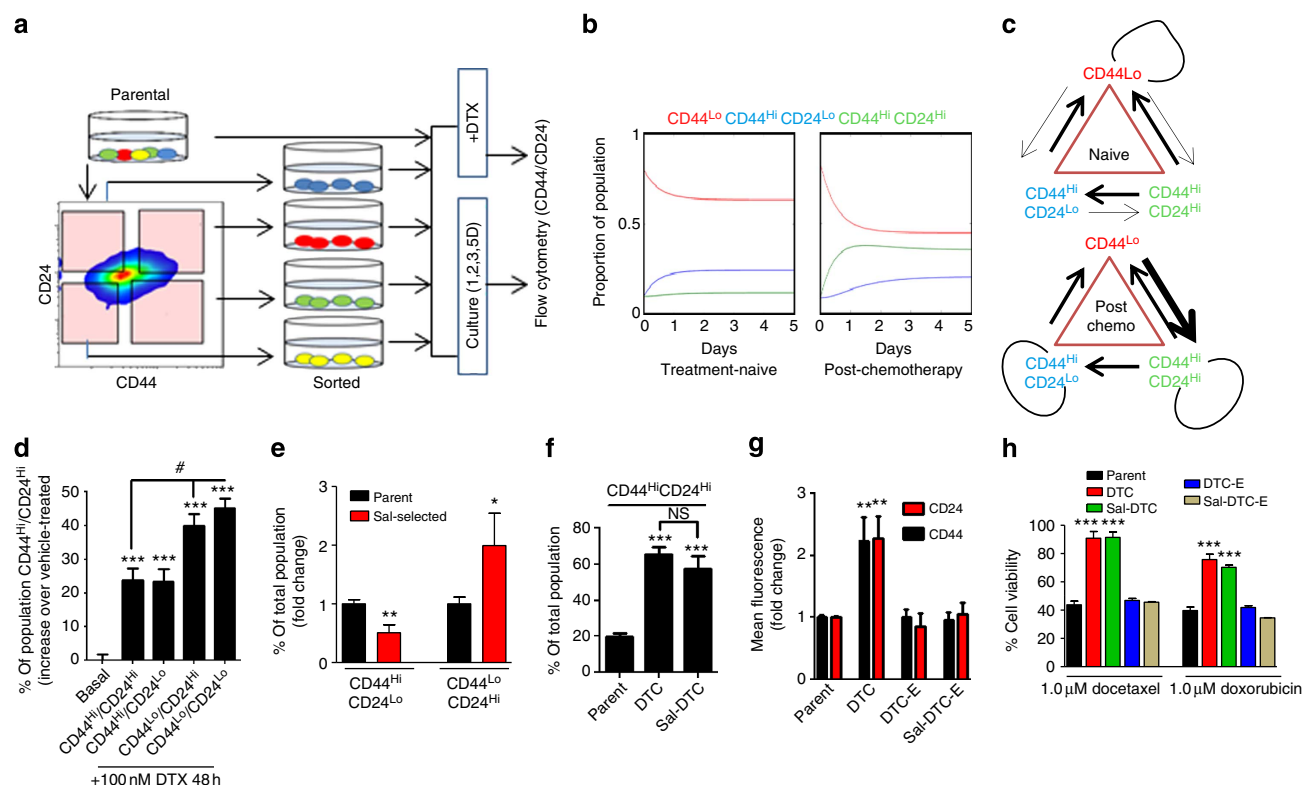 a
Parental
CD24
CD44
Sorted
+DTX
Culture (1,2,3,5D)
Flow cytometry (CD44/CD24)
b
CD44Lo CD44Hi CD24Lo CD44Hi CD24Hi
Proportion of population
1
0.5
0
0 1 2 3 4 5
Days
Treatment-naive
0 1 2 3 4 5
Days
Post-chemotherapy
c
CD44Lo
Naive
CD44Hi
CD24Lo
CD44Hi
CD24Hi
CD44Lo
Post
chemo
CD44Hi
CD24Lo
CD44Hi
CD24Hi
d
% Of population CD44Hi/CD24Hi
(increase over vehicle-treated)
50
40
30
20
10
0
#
***
***
***
***
Basal
CD44Hi/CD24Hi
CD44Hi/CD24Lo
CD44Lo/CD24Hi
CD44Lo/CD24Lo
+100 nM DTX 48 h
e
% Of total population
(fold change)
3
2
1
0
Parent
Sal-selected
**
*
CD44Hi
CD24Lo
CD44Lo
CD24Hi
f
% Of total population
80
60
40
20
0
CD44HiCD24Hi
NS
***
***
Parent
DTC
Sal-DTC
g
Mean fluorescence
(fold change)
3
2
1
0
** **
CD24
CD44
Parent
DTC
DTC-E
Sal-DTC-E
h
Parent
DTC
Sal-DTC
DTC-E
Sal-DTC-E
% Cell viability
100
80
60
40
20
0
*** ***
***
***
1.0 µM docetaxel
1.0 µM doxorubicin